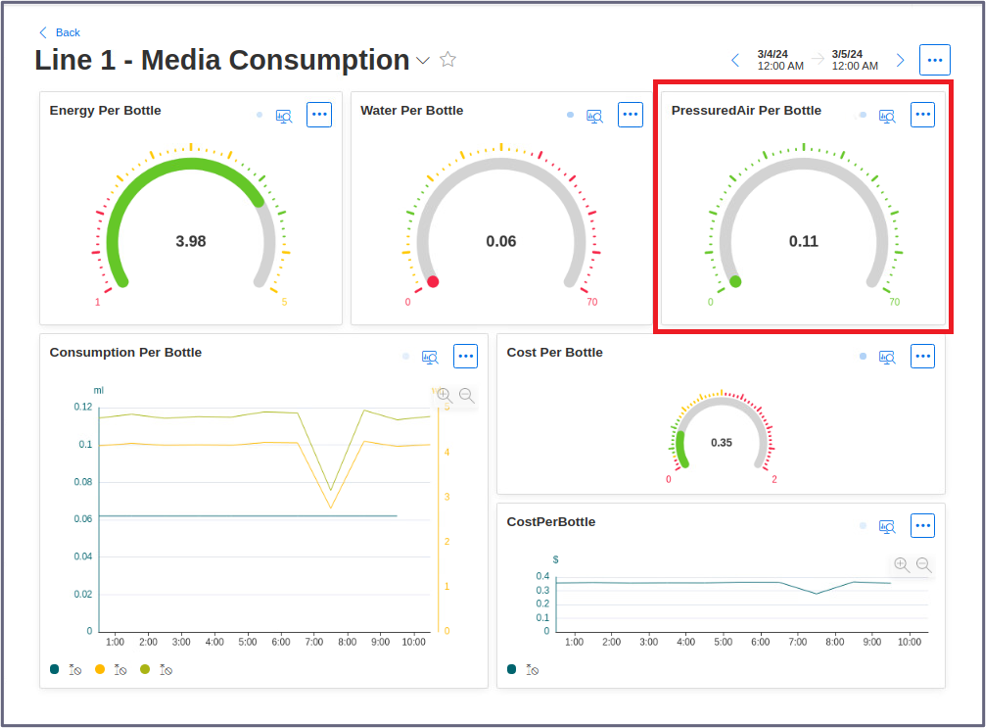 Back
Line 1 - Media Consumption
3/4/24
12:00 AM
3/5/24
12:00 AM
Energy Per Bottle
3.98
1
5
Water Per Bottle
0.06
0
70
PressuredAir Per Bottle
0.11
0
70
Consumption Per Bottle
ml
0.12
0.1
0.08
0.06
0.04
0.02
0
5
4
3
2
1
0
1:00 2:00 3:00 4:00 5:00 6:00 7:00 8:00 9:00 10:00
Cost Per Bottle
0.35
0
2
CostPerBottle
$
0.4
0.3
0.2
0.1
0
1:00 2:00 3:00 4:00 5:00 6:00 7:00 8:00 9:00 10:00